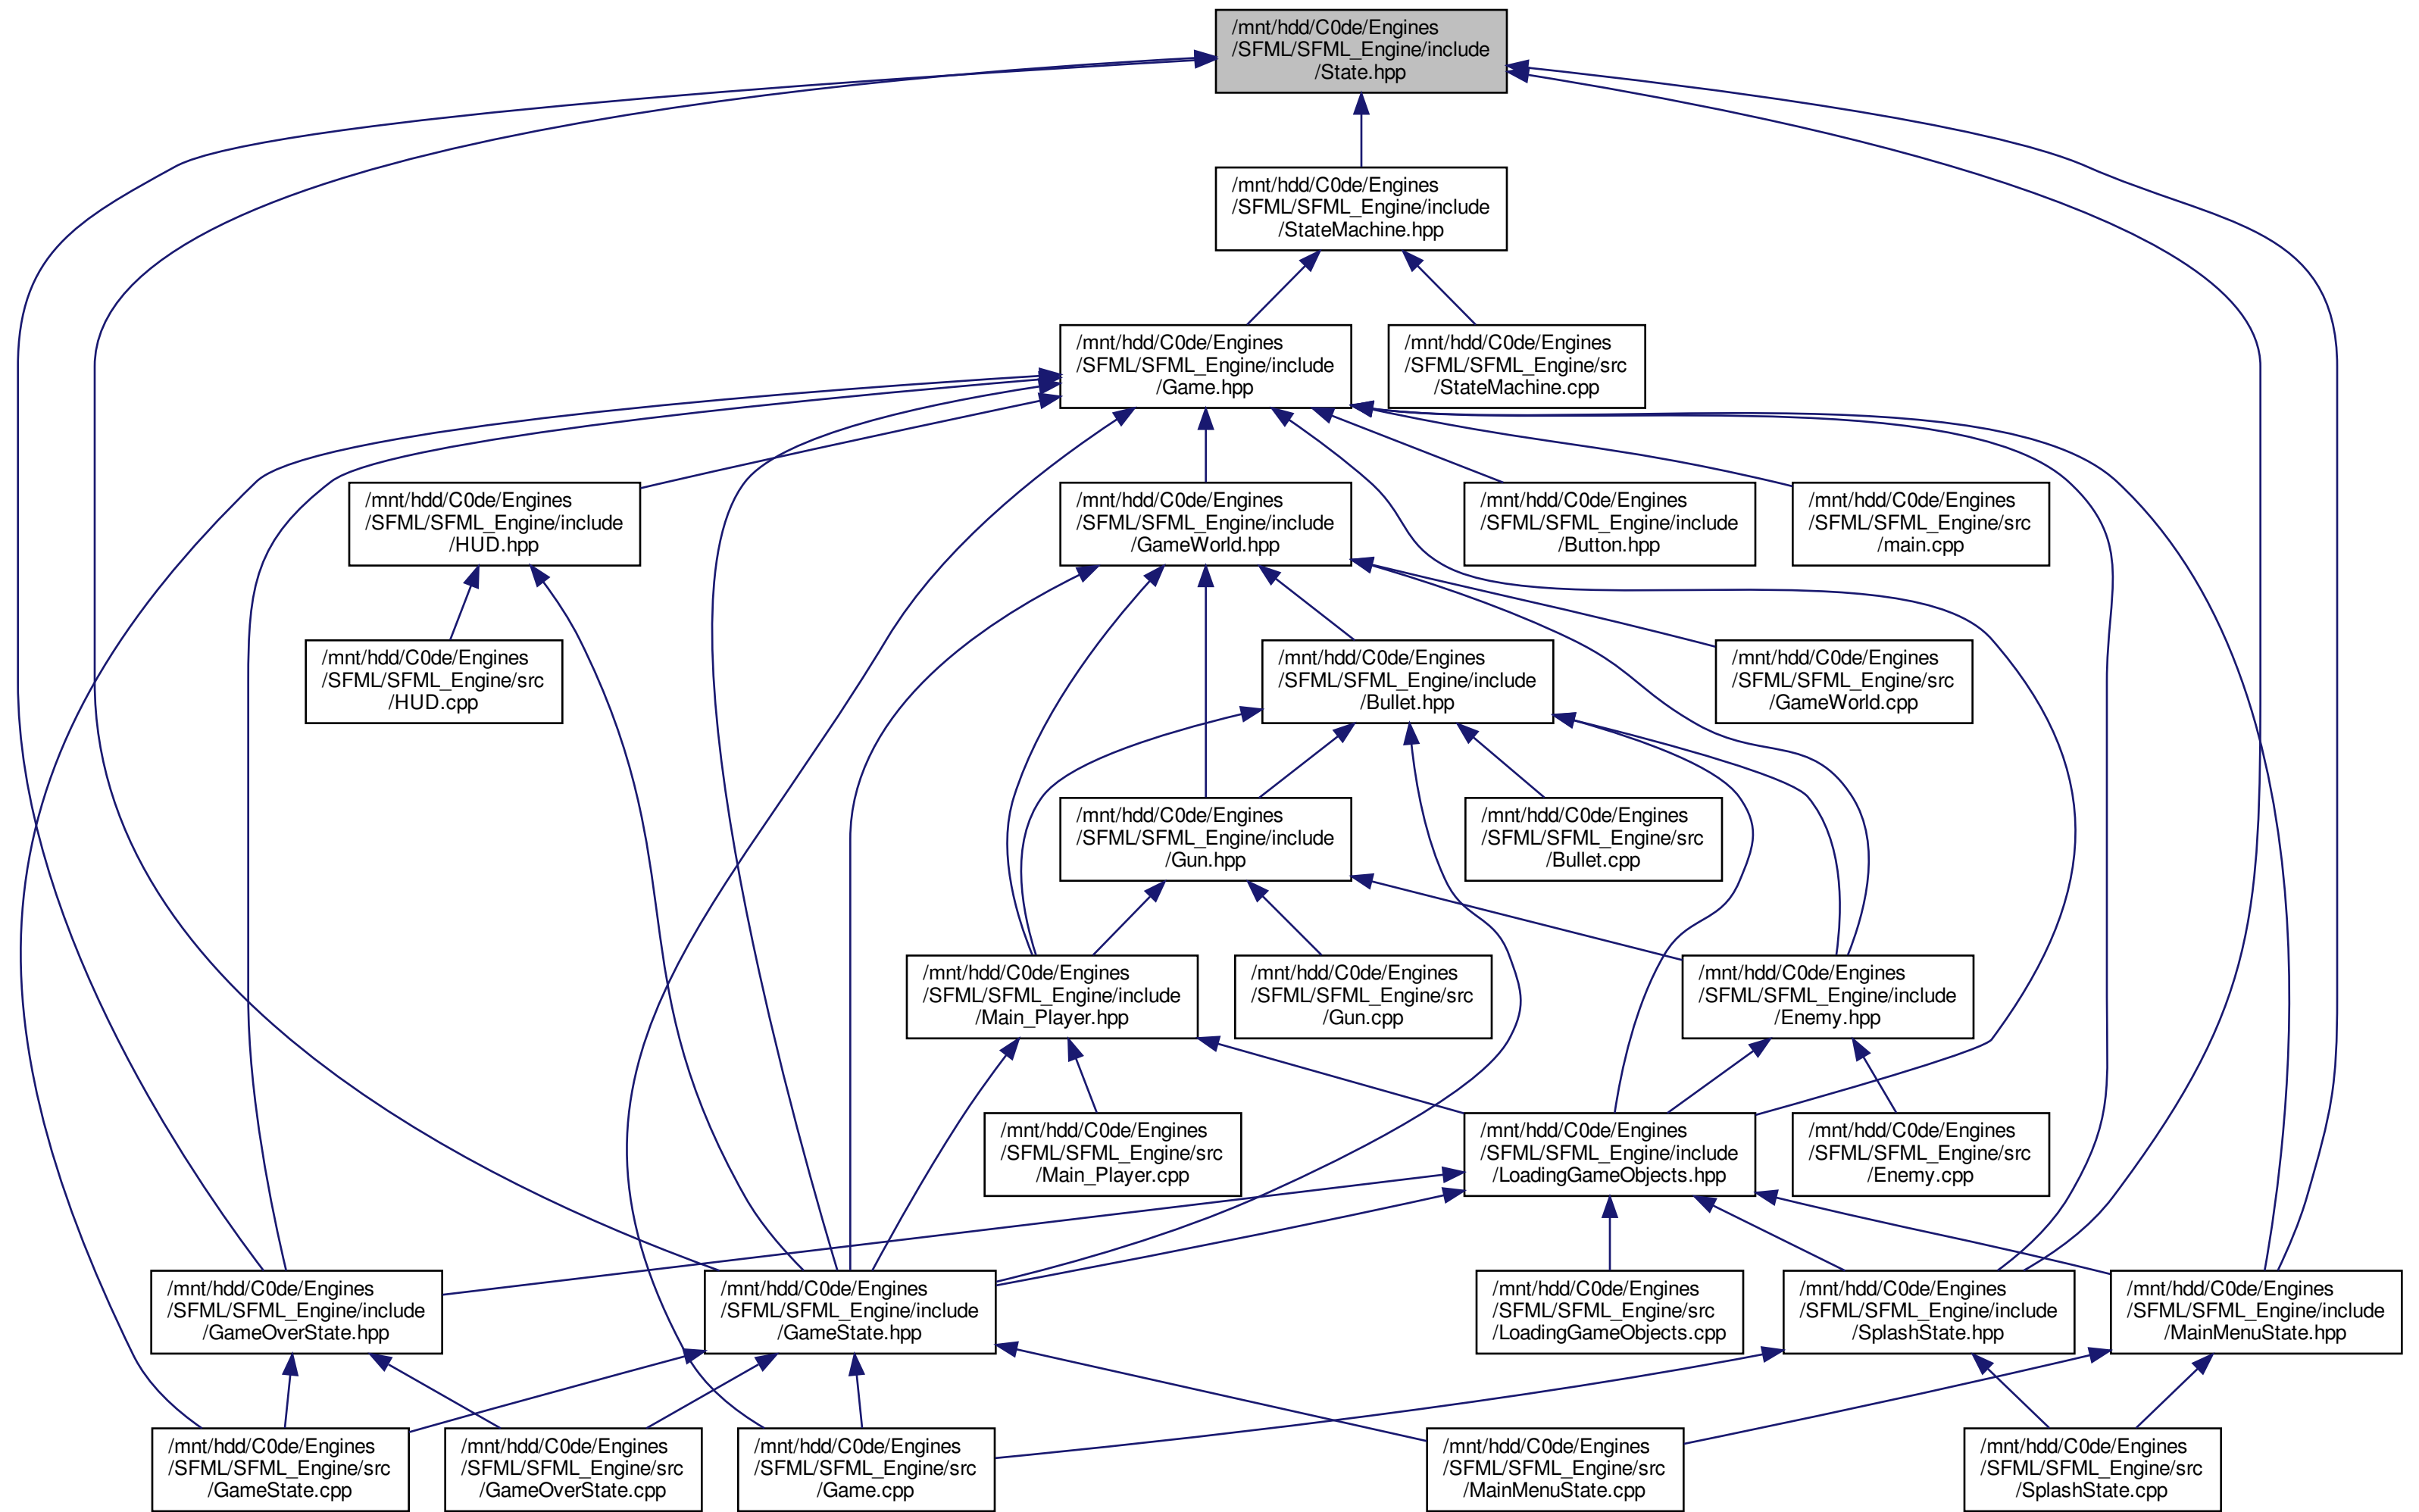 /mnt/hdd/C0de/Engines
/SFML/SFML_Engine/include
/State.hpp
/mnt/hdd/C0de/Engines
/SFML/SFML_Engine/include
/StateMachine.hpp
/mnt/hdd/C0de/Engines
/SFML/SFML_Engine/include
/Game.hpp
/mnt/hdd/C0de/Engines
/SFML/SFML_Engine/src
/StateMachine.cpp
/mnt/hdd/C0de/Engines
/SFML/SFML_Engine/include
/HUD.hpp
/mnt/hdd/C0de/Engines
/SFML/SFML_Engine/include
/GameWorld.hpp
/mnt/hdd/C0de/Engines
/SFML/SFML_Engine/include
/Button.hpp
/mnt/hdd/C0de/Engines
/SFML/SFML_Engine/src
/main.cpp
/mnt/hdd/C0de/Engines
/SFML/SFML_Engine/src
/HUD.cpp
/mnt/hdd/C0de/Engines
/SFML/SFML_Engine/include
/Bullet.hpp
/mnt/hdd/C0de/Engines
/SFML/SFML_Engine/src
/GameWorld.cpp
/mnt/hdd/C0de/Engines
/SFML/SFML_Engine/include
/Gun.hpp
/mnt/hdd/C0de/Engines
/SFML/SFML_Engine/src
/Bullet.cpp
/mnt/hdd/C0de/Engines
/SFML/SFML_Engine/include
/Main_Player.hpp
/mnt/hdd/C0de/Engines
/SFML/SFML_Engine/src
/Gun.cpp
/mnt/hdd/C0de/Engines
/SFML/SFML_Engine/include
/Enemy.hpp
/mnt/hdd/C0de/Engines
/SFML/SFML_Engine/src
/Main_Player.cpp
/mnt/hdd/C0de/Engines
/SFML/SFML_Engine/include
/LoadingGameObjects.hpp
/mnt/hdd/C0de/Engines
/SFML/SFML_Engine/src
/Enemy.cpp
/mnt/hdd/C0de/Engines
/SFML/SFML_Engine/include
/GameOverState.hpp
/mnt/hdd/C0de/Engines
/SFML/SFML_Engine/include
/GameState.hpp
/mnt/hdd/C0de/Engines
/SFML/SFML_Engine/src
/LoadingGameObjects.cpp
/mnt/hdd/C0de/Engines
/SFML/SFML_Engine/include
/SplashState.hpp
/mnt/hdd/C0de/Engines
/SFML/SFML_Engine/include
/MainMenuState.hpp
/mnt/hdd/C0de/Engines
/SFML/SFML_Engine/src
/GameState.cpp
/mnt/hdd/C0de/Engines
/SFML/SFML_Engine/src
/GameOverState.cpp
/mnt/hdd/C0de/Engines
/SFML/SFML_Engine/src
/Game.cpp
/mnt/hdd/C0de/Engines
/SFML/SFML_Engine/src
/MainMenuState.cpp
/mnt/hdd/C0de/Engines
/SFML/SFML_Engine/src
/SplashState.cpp